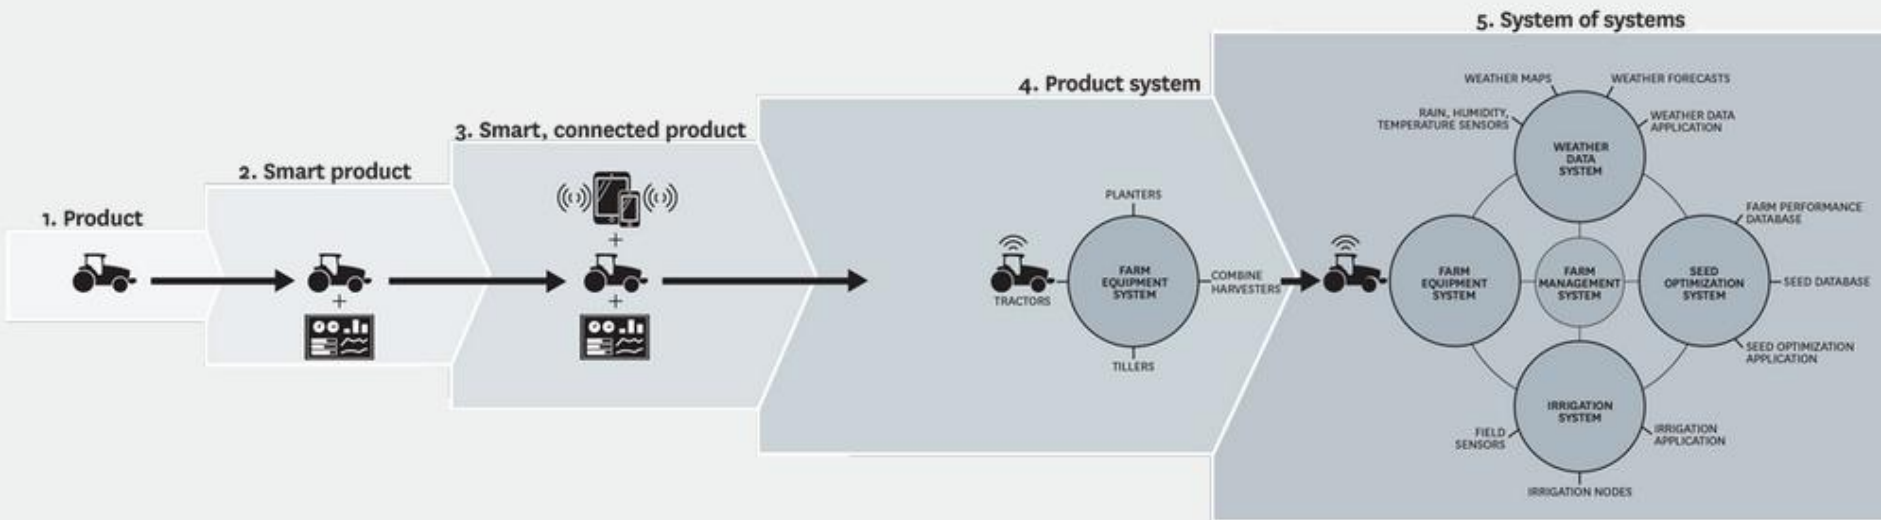 1. Product
2. Smart product
3. Smart, connected product
4. Product system
PLANTERS
TRACTORS
FARM
EQUIPMENT
SYSTEM
COMBINE
HARVESTERS
TILLERS
5. System of systems
WEATHER MAPS
WEATHER FORECASTS
RAIN, HUMIDITY,
TEMPERATURE SENSORS
WEATHER DATA
APPLICATION
WEATHER
DATA
SYSTEM
FARM PERFORMANCE
DATABASE
FARM
EQUIPMENT
SYSTEM
FARM
MANAGEMENT
SYSTEM
SEED
OPTIMIZATION
SYSTEM
SEED DATABASE
SEED OPTIMIZATION
APPLICATION
IRRIGATION
SYSTEM
FIELD
SENSORS
IRRIGATION
APPLICATION
IRRIGATION NODES